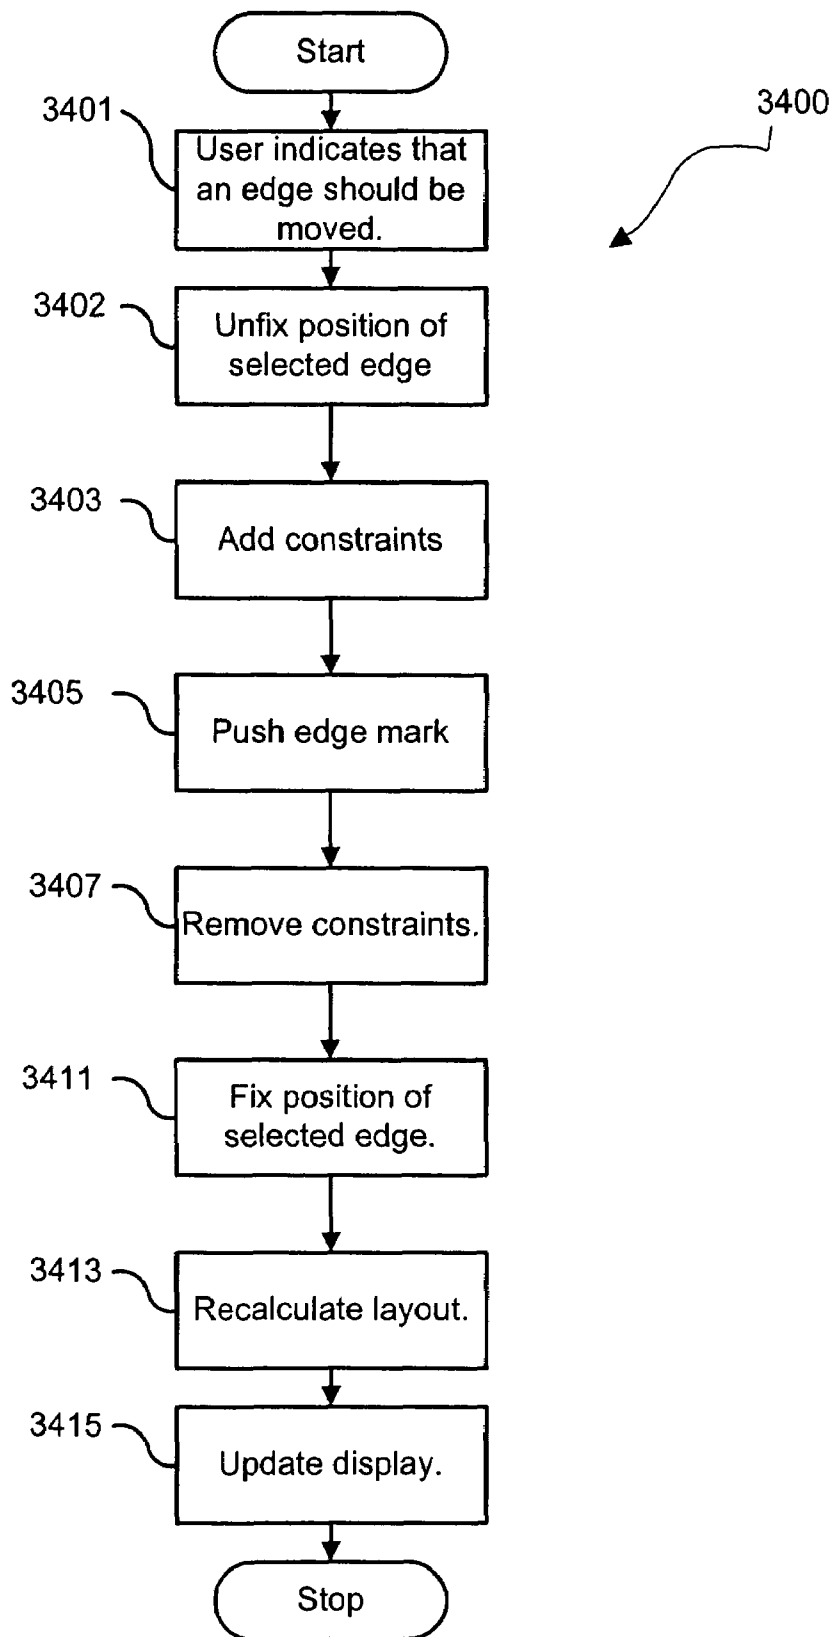 Start
3400
3401
User indicates that
an edge should be
moved.
3402
Unfix position of
selected edge
3403
Add constraints
3405
Push edge mark
3407
Remove constraints.
3411
Fix position of
selected edge.
3413
Recalculate layout.
3415
Update display.
Stop